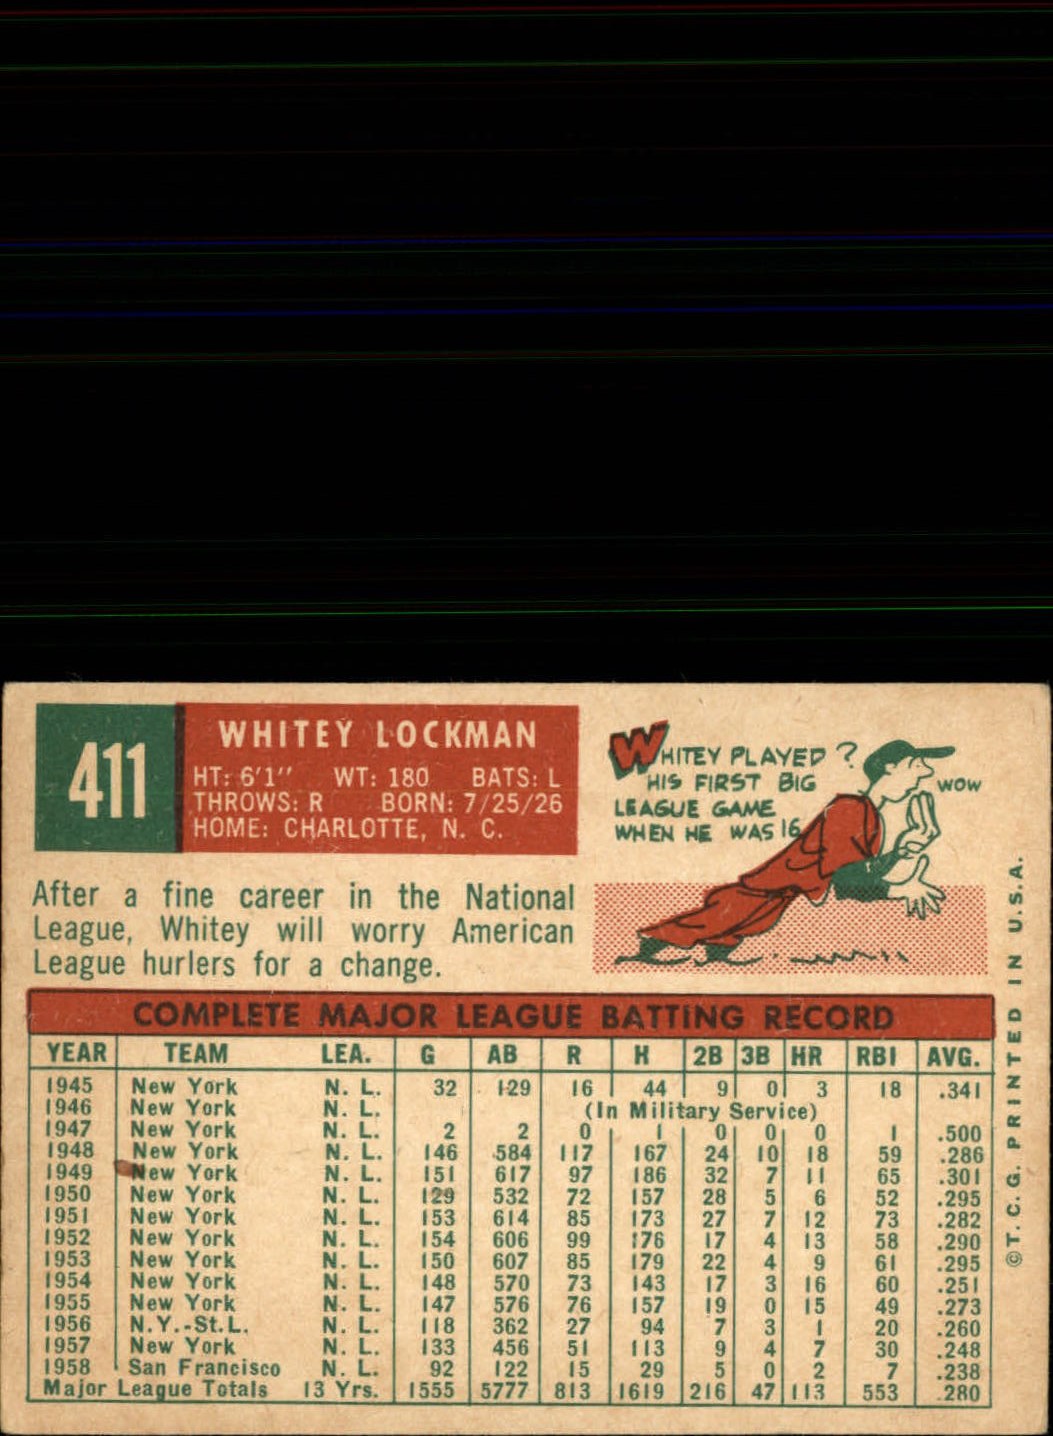 411
WHITEY LOCKMAN
HT: 6'1" WT: 180 BATS: L
THROWS: R BORN: 7/25/26
HOME: CHARLOTTE, N. C.
WHITEY PLAYED ?
HIS FIRST BIG
LEAGUE GAME
WHEN HE WAS 16
WOW
After a fine career in the National
League, Whitey will worry American
League hurlers for a change.
COMPLETE MAJOR LEAGUE BATTING RECORD
YEAR TEAM LEA. G AB R H 2B 3B HR RBI AVG.
1945 New York N. L. 32 129 16 44 9 0 3 18 .341
1946 New York N. L. (In Military Service)
1947 New York N. L. 2 2 0 1 0 0 0 1 .500
1948 New York N. L. 146 584 117 167 24 10 18 59 .286
1949 New York N. L. 151 617 97 186 32 7 11 65 .301
1950 New York N. L. 129 532 72 157 28 5 6 52 .295
1951 New York N. L. 153 614 85 173 27 7 12 73 .282
1952 New York N. L. 154 606 99 176 17 4 13 58 .290
1953 New York N. L. 150 607 85 179 22 4 9 61 .295
1954 New York N. L. 148 570 73 143 17 3 16 60 .251
1955 New York N. L. 147 576 76 157 19 0 15 49 .273
1956 N.Y.-St.L. N. L. 118 362 27 94 7 3 1 20 .260
1957 New York N. L. 133 456 51 113 9 4 7 30 .248
1958 San Francisco N. L. 92 122 15 29 5 0 2 7 .238
Major League Totals 13 Yrs. 1555 5777 813 1619 216 47 113 553 .280
©T. C. G. PRINTED IN U.S.A.